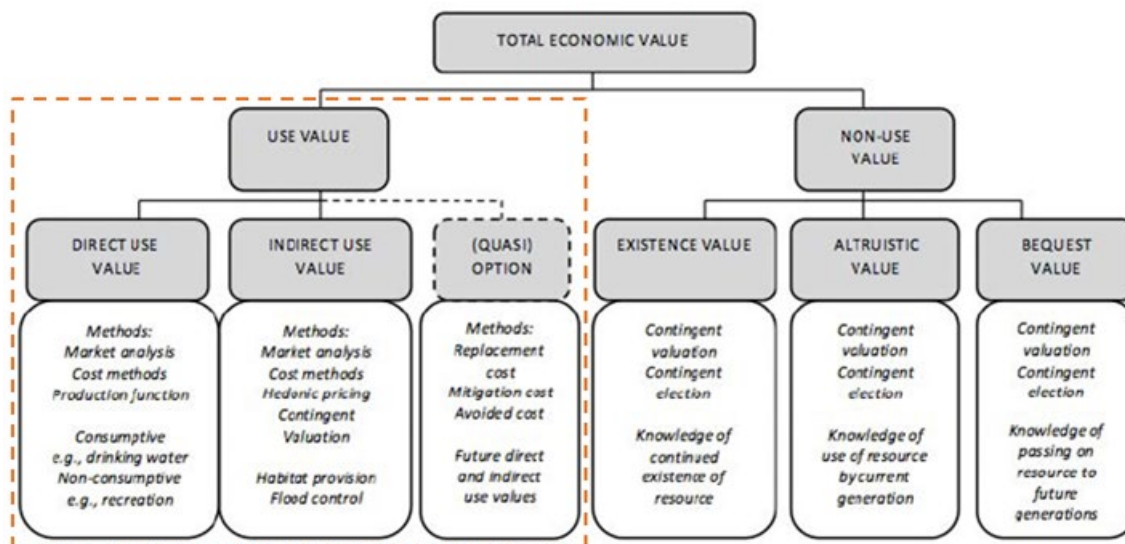 TOTAL ECONOMIC VALUE
USE VALUE
NON-USE
VALUE
DIRECT USE
VALUE
INDIRECT USE
VALUE
(QUASI)
OPTION
EXISTENCE VALUE
ALTRUISTIC
VALUE
BEQUEST
VALUE
Methods:
Market analysis
Cost methods
Production function
Consumptive
e.g., drinking water
Non-consumptive
e.g., recreation
Methods:
Market analysis
Cost methods
Hedonic pricing
Contingent
Valuation
Habitat provision
Flood control
Methods:
Replacement
cost
Mitigation cost
Avoided cost
Future direct
and indirect
use values
Contingent
valuation
Contingent
election
Knowledge of
continued
existence of
resource
Contingent
valuation
Contingent
election
Knowledge of
use of resource
by current
generation
Contingent
valuation
Contingent
election
Knowledge of
passing on
resource to
future
generations